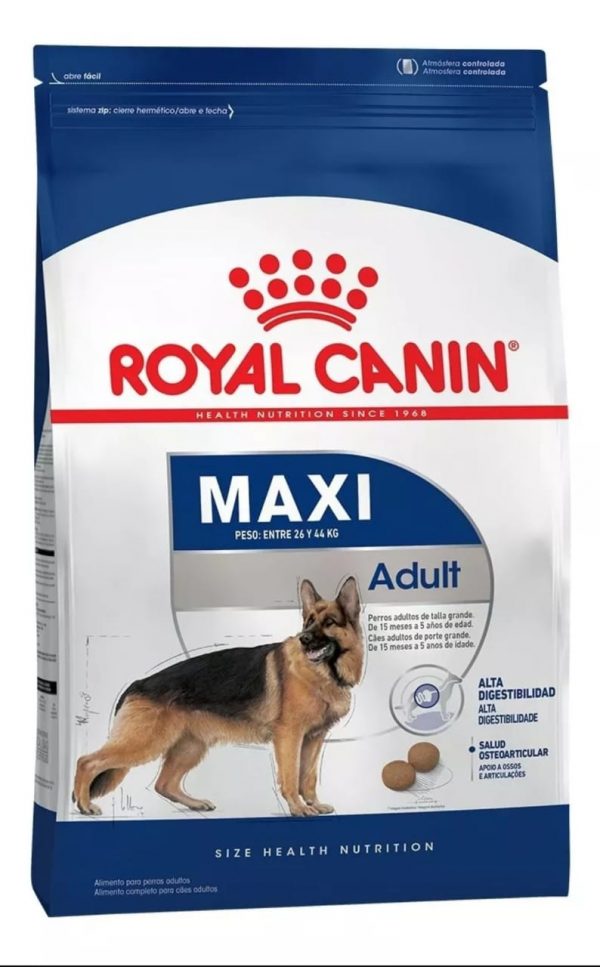 abre fácil
Atmósfera controlada
Atmosfera controlada
sistema zip: cierre hermético/abre e fecha
ROYAL CANIN®
HEALTH NUTRITION SINCE 1968
MAXI
PESO: ENTRE 26 Y 44 KG
Adult
Perros adultos de talla grande.
De 15 meses a 5 años de edad.
Cães adultos de porte grande.
De 15 meses a 5 anos de idade.
ALTA
DIGESTIBILIDAD
ALTA
DIGESTIBILIDADE
SALUD
OSTEOARTICULAR
APOIO A OSSOS
E ARTICULAÇÕES
SIZE HEALTH NUTRITION
Alimento para perros adultos
Alimento completo para cães adultos